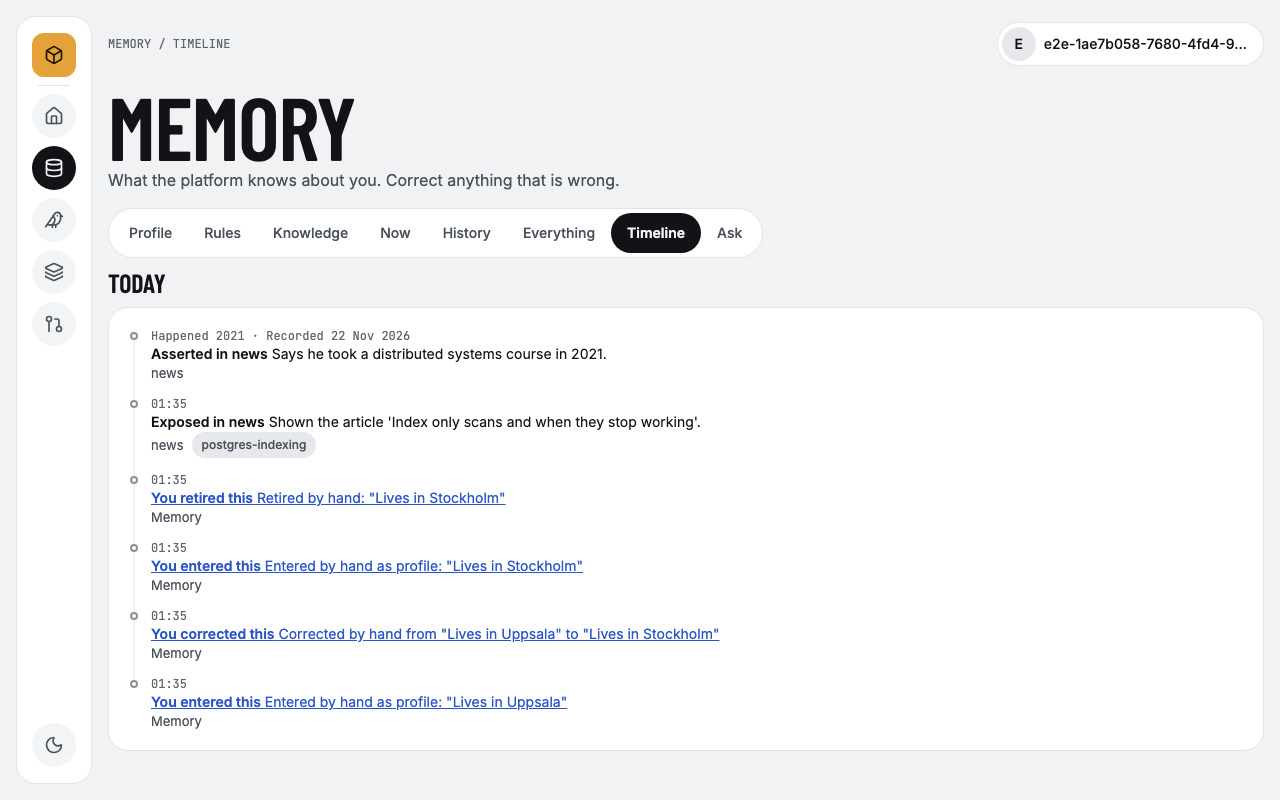 MEMORY / TIMELINE
E
e2e-1ae7b058-7680-4fd4-9...
MEMORY
What the platform knows about you. Correct anything that is wrong.
Profile
Rules
Knowledge
Now
History
Everything
Timeline
Ask
TODAY
Happened 2021 · Recorded 22 Nov 2026
Asserted in news Says he took a distributed systems course in 2021.
news
01:35
Exposed in news Shown the article 'Index only scans and when they stop working'.
news postgres-indexing
01:35
You retired this Retired by hand: "Lives in Stockholm"
Memory
01:35
You entered this Entered by hand as profile: "Lives in Stockholm"
Memory
01:35
You corrected this Corrected by hand from "Lives in Uppsala" to "Lives in Stockholm"
Memory
01:35
You entered this Entered by hand as profile: "Lives in Uppsala"
Memory